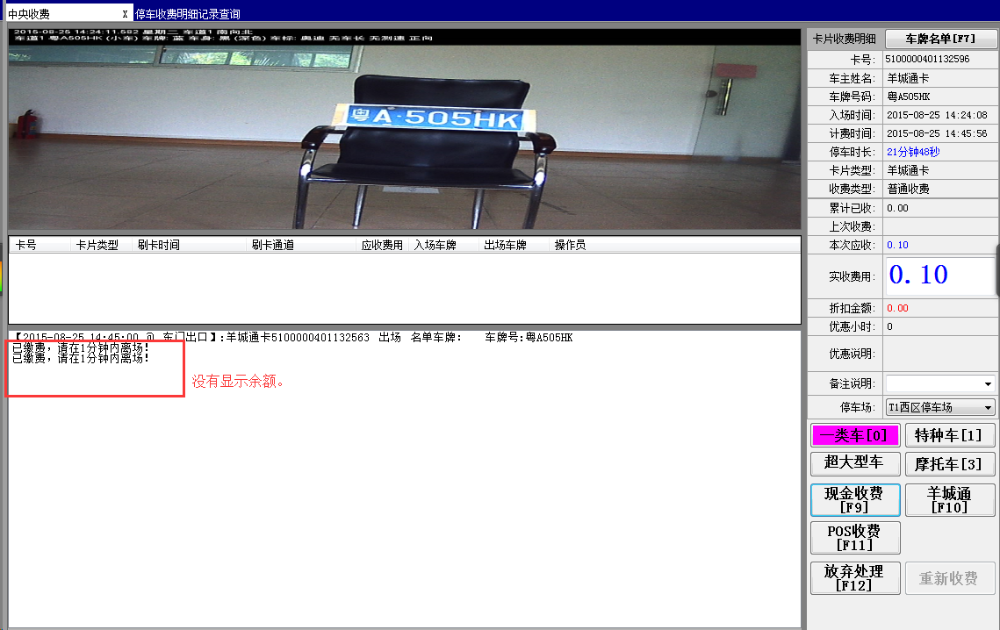 中央收费 X 停车收费明细记录查询
2015-08-25 14:24:11.582 星期二 车道1 南向北
车道1 粤A505HK (小车) 车牌: 蓝 车身: 黑 (深色) 车标: 奥迪 无车长 无测速 正向
粤A·505HK
卡号 卡片类型 刷卡时间 刷卡通道 应收费用 入场车牌 出场车牌 操作员
【2015-08-25 14:45:00 @ 车门出口】:羊城通卡5100000401132563 出场 名单车牌: 车牌号:粤A505HK
已缴费,请在1分钟内离场!
已缴费,请在1分钟内离场!
没有显示余额。
卡片收费明细 车牌名单[F7]
卡号: 5100000401132596
车主姓名: 羊城通卡
车牌号码: 粤A505HK
入场时间: 2015-08-25 14:24:08
计费时间: 2015-08-25 14:45:56
停车时长: 21分钟48秒
卡片类型: 羊城通卡
收费类型: 普通收费
累计已收: 0.00
上次收费:
本次应收: 0.10
实收费用: 0.10
折扣金额: 0.00
优惠小时: 0
优惠说明:
备注说明:
停车场: T1西区停车场
一类车[0] 特种车[1]
超大型车 摩托车[3]
现金收费[F9] 羊城通[F10]
POS收费[F11]
放弃处理[F12] 重新收费